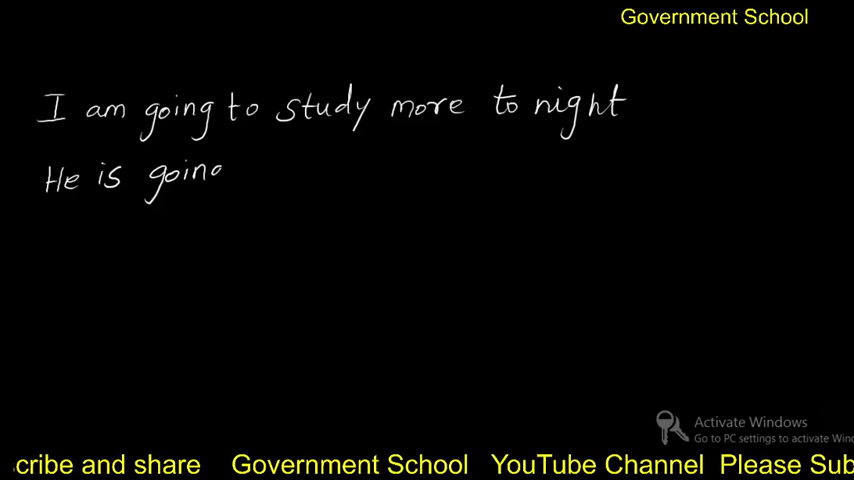 Government School
I am going to study more to night
He is goino
Activate Windows
Go to PC settings to activate Win
cribe and share Government School YouTube Channel Please Sub